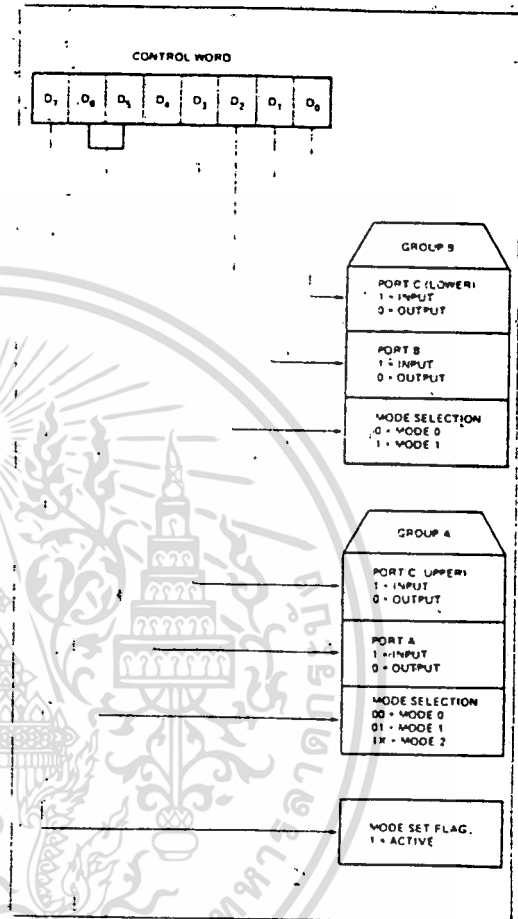 CONTROL WORD
D7 D6 D5 D4 D3 D2 D1 D0
GROUP B
PORT C (LOWER)
1 = INPUT
0 = OUTPUT
PORT B
1 = INPUT
0 = OUTPUT
MODE SELECTION
0 = MODE 0
1 = MODE 1
GROUP A
PORT C (UPPER)
1 = INPUT
0 = OUTPUT
PORT A
1 = INPUT
0 = OUTPUT
MODE SELECTION
00 = MODE 0
01 = MODE 1
1X = MODE 2
MODE SET FLAG
1 = ACTIVE